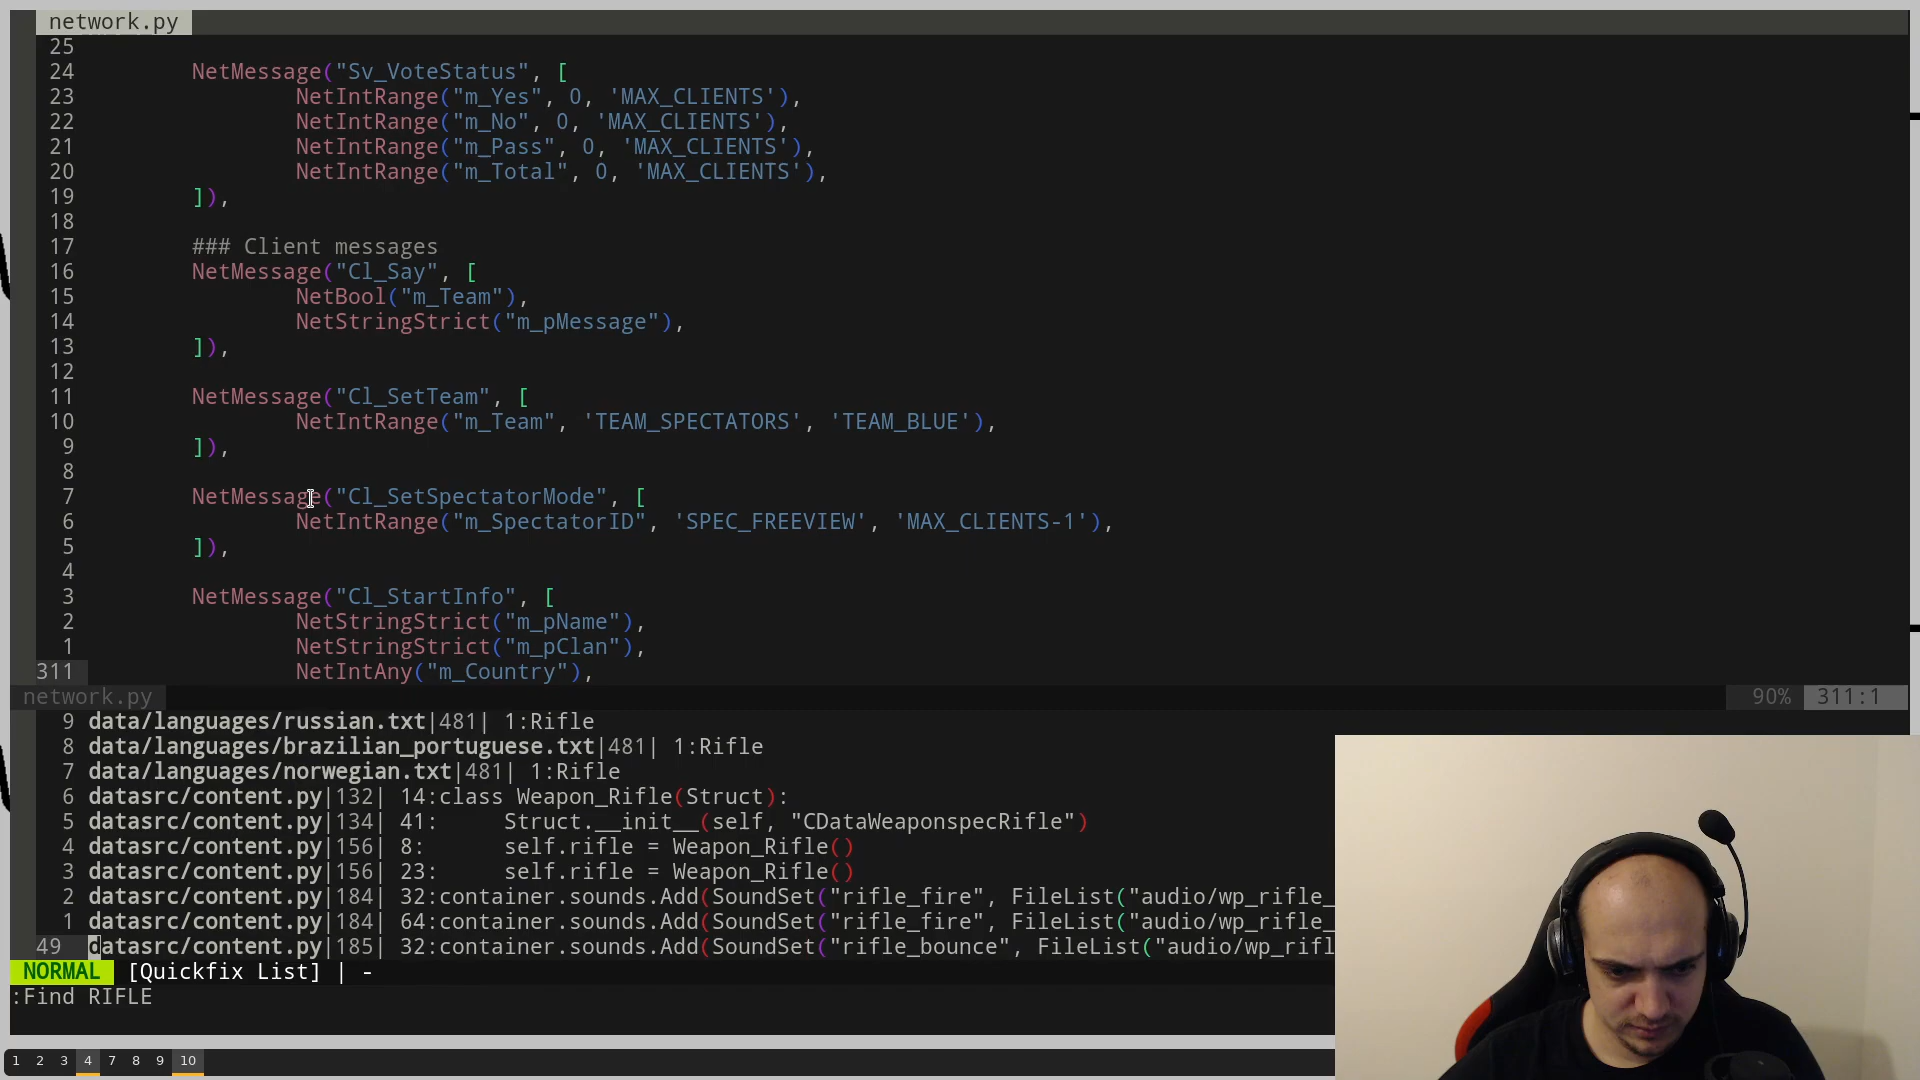 network.py
25
24 NetMessage("Sv_VoteStatus", [
23 NetIntRange("m_Yes", 0, 'MAX_CLIENTS'),
22 NetIntRange("m_No", 0, 'MAX_CLIENTS'),
21 NetIntRange("m_Pass", 0, 'MAX_CLIENTS'),
20 NetIntRange("m_Total", 0, 'MAX_CLIENTS'),
19 ]),
18
17 ### Client messages
16 NetMessage("Cl_Say", [
15 NetBool("m_Team"),
14 NetStringStrict("m_pMessage"),
13 ]),
12
11 NetMessage("Cl_SetTeam", [
10 NetIntRange("m_Team", 'TEAM_SPECTATORS', 'TEAM_BLUE'),
9 ]),
8
7 NetMessage("Cl_SetSpectatorMode", [
6 NetIntRange("m_SpectatorID", 'SPEC_FREEVIEW', 'MAX_CLIENTS-1'),
5 ]),
4
3 NetMessage("Cl_StartInfo", [
2 NetStringStrict("m_pName"),
1 NetStringStrict("m_pClan"),
311 NetIntAny("m_Country"),
network.py 90% 311:1
9 data/languages/russian.txt|481| 1:Rifle
8 data/languages/brazilian_portuguese.txt|481| 1:Rifle
7 data/languages/norwegian.txt|481| 1:Rifle
6 datasrc/content.py|132| 14:class Weapon_Rifle(Struct):
5 datasrc/content.py|134| 41: Struct.__init__(self, "CDataWeaponspecRifle")
4 datasrc/content.py|156| 8: self.rifle = Weapon_Rifle()
3 datasrc/content.py|156| 23: self.rifle = Weapon_Rifle()
2 datasrc/content.py|184| 32:container.sounds.Add(SoundSet("rifle_fire", FileList("audio/wp_rifle_
1 datasrc/content.py|184| 64:container.sounds.Add(SoundSet("rifle_fire", FileList("audio/wp_rifle_
49 datasrc/content.py|185| 32:container.sounds.Add(SoundSet("rifle_bounce", FileList("audio/wp_rifl
NORMAL [Quickfix List] | -
:Find RIFLE
1 2 3 4 7 8 9 10